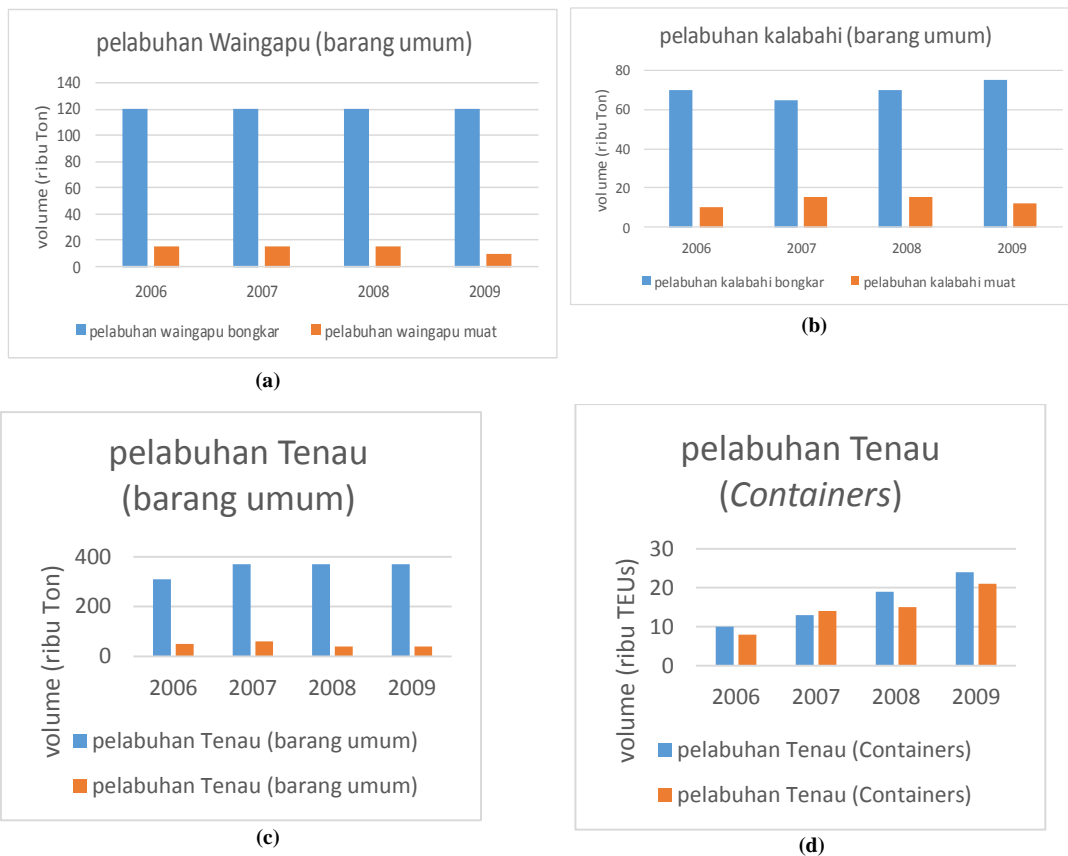 pelabuhan Waingapu (barang umum)
volume (ribu Ton)
140
120
100
80
60
40
20
0
2006 2007 2008 2009
pelabuhan waingapu bongkar pelabuhan waingapu muat
(a)
pelabuhan kalabahi (barang umum)
volume (ribu Ton)
80
60
40
20
0
2006 2007 2008 2009
pelabuhan kalabahi bongkar pelabuhan kalabahi muat
(b)
pelabuhan Tenau
(barang umum)
volume (ribu Ton)
400
200
0
2006 2007 2008 2009
pelabuhan Tenau (barang umum)
pelabuhan Tenau (barang umum)
(c)
pelabuhan Tenau
(Containers)
volume (ribu TEUs)
30
20
10
0
2006 2007 2008 2009
pelabuhan Tenau (Containers)
pelabuhan Tenau (Containers)
(d)